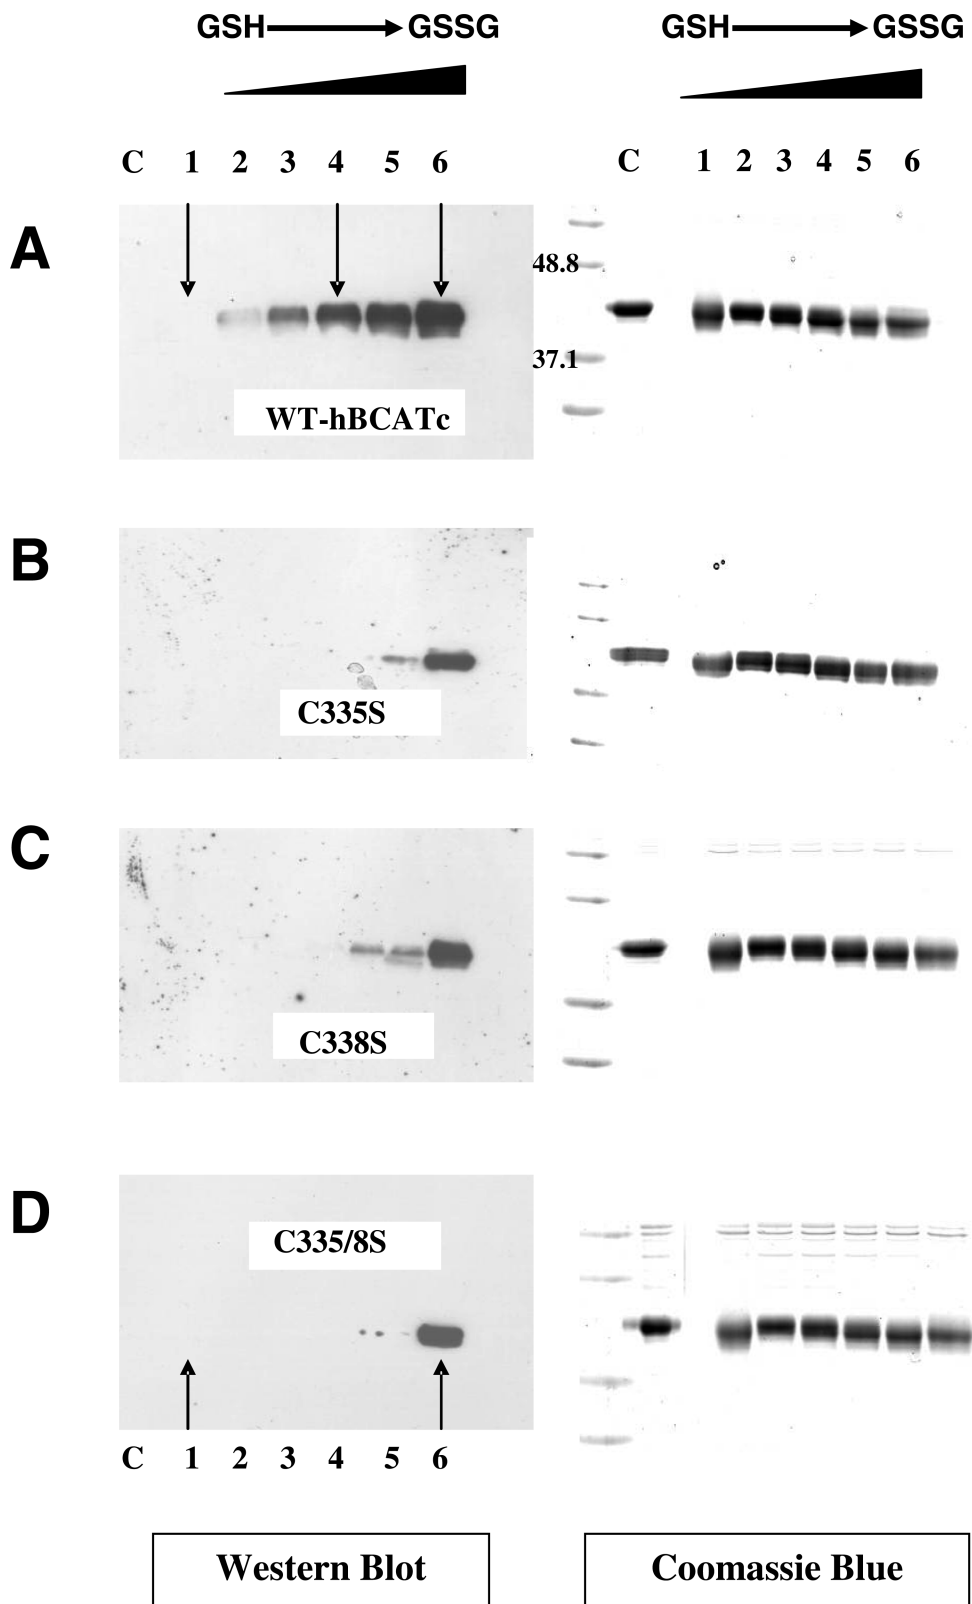 GSH GSSG GSH GSSG
C 1 2 3 4 5 6 C 1 2 3 4 5 6
A
48.8
37.1
WT-hBCATc
B
C335S
C
C338S
D
C335/8S
C 1 2 3 4 5 6
Western Blot Coomassie Blue